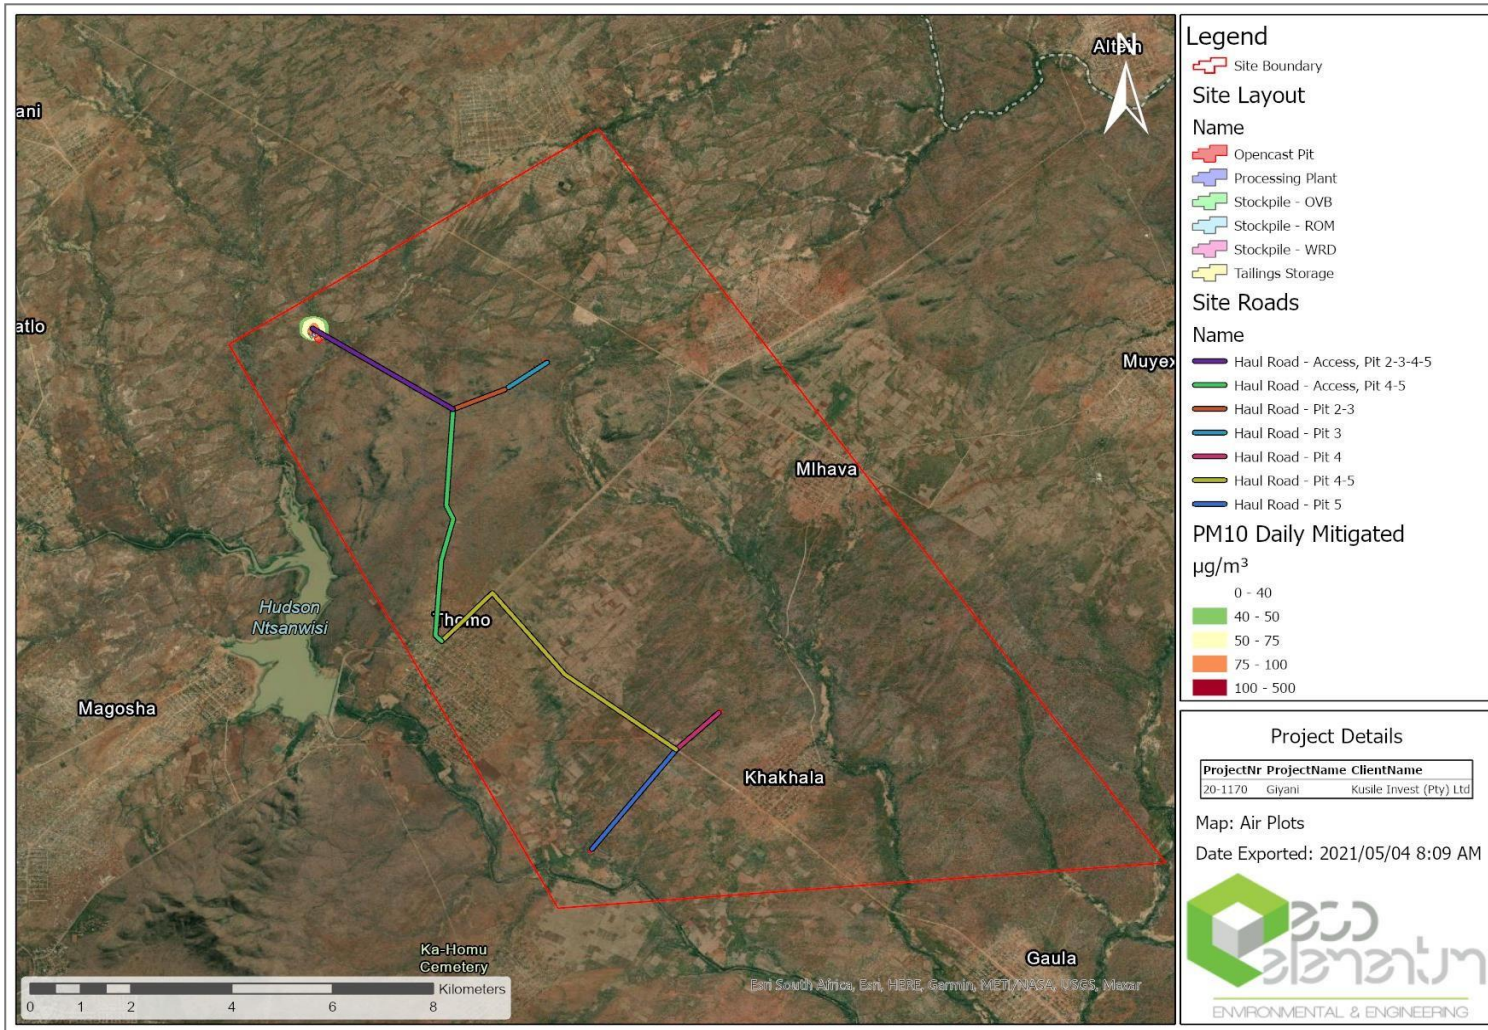 Altein
N
ani
atlo
Muyex
Mlhava
Hudson
Ntsanwisi
Thomo
Magosha
Khakhala
Ka-Homu
Cemetery
Gaula
Kilometers
0 1 2 4 6 8
Esri South Africa, Esri, HERE, Garmin, METI/NASA, USGS, Maxar
Legend
Site Boundary
Site Layout
Name
Opencast Pit
Processing Plant
Stockpile - OVB
Stockpile - ROM
Stockpile - WRD
Tailings Storage
Site Roads
Name
Haul Road - Access, Pit 2-3-4-5
Haul Road - Access, Pit 4-5
Haul Road - Pit 2-3
Haul Road - Pit 3
Haul Road - Pit 4
Haul Road - Pit 4-5
Haul Road - Pit 5
PM10 Daily Mitigated
µg/m³
0 - 40
40 - 50
50 - 75
75 - 100
100 - 500
Project Details
ProjectNr ProjectName ClientName
20-1170 Giyani Kusile Invest (Pty) Ltd
Map: Air Plots
Date Exported: 2021/05/04 8:09 AM
eco
elementum
ENVIRONMENTAL & ENGINEERING